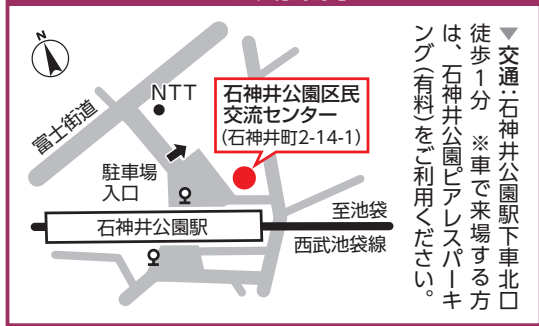 N
NTT
富士街道
石神井公園区民
交流センター
(石神井町2-14-1)
駐車場
入口
石神井公園駅
至池袋
西武池袋線
▼交通:石神井公園駅下車北口
徒歩1分 ※車で来場する方
は、石神井公園ピアレスパーキ
ング(有料)をご利用ください。